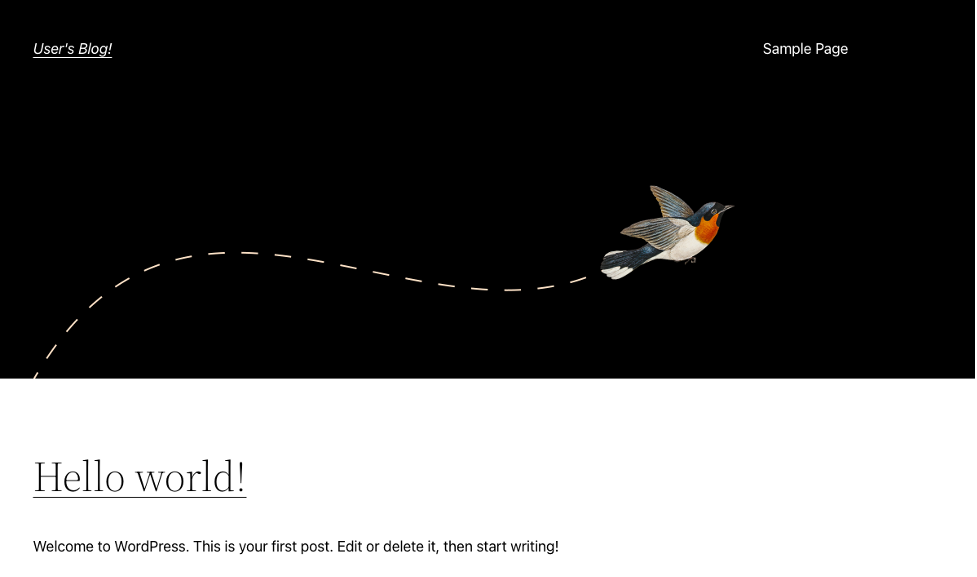 User's Blog!
Sample Page
Hello world!
Welcome to WordPress. This is your first post. Edit or delete it, then start writing!